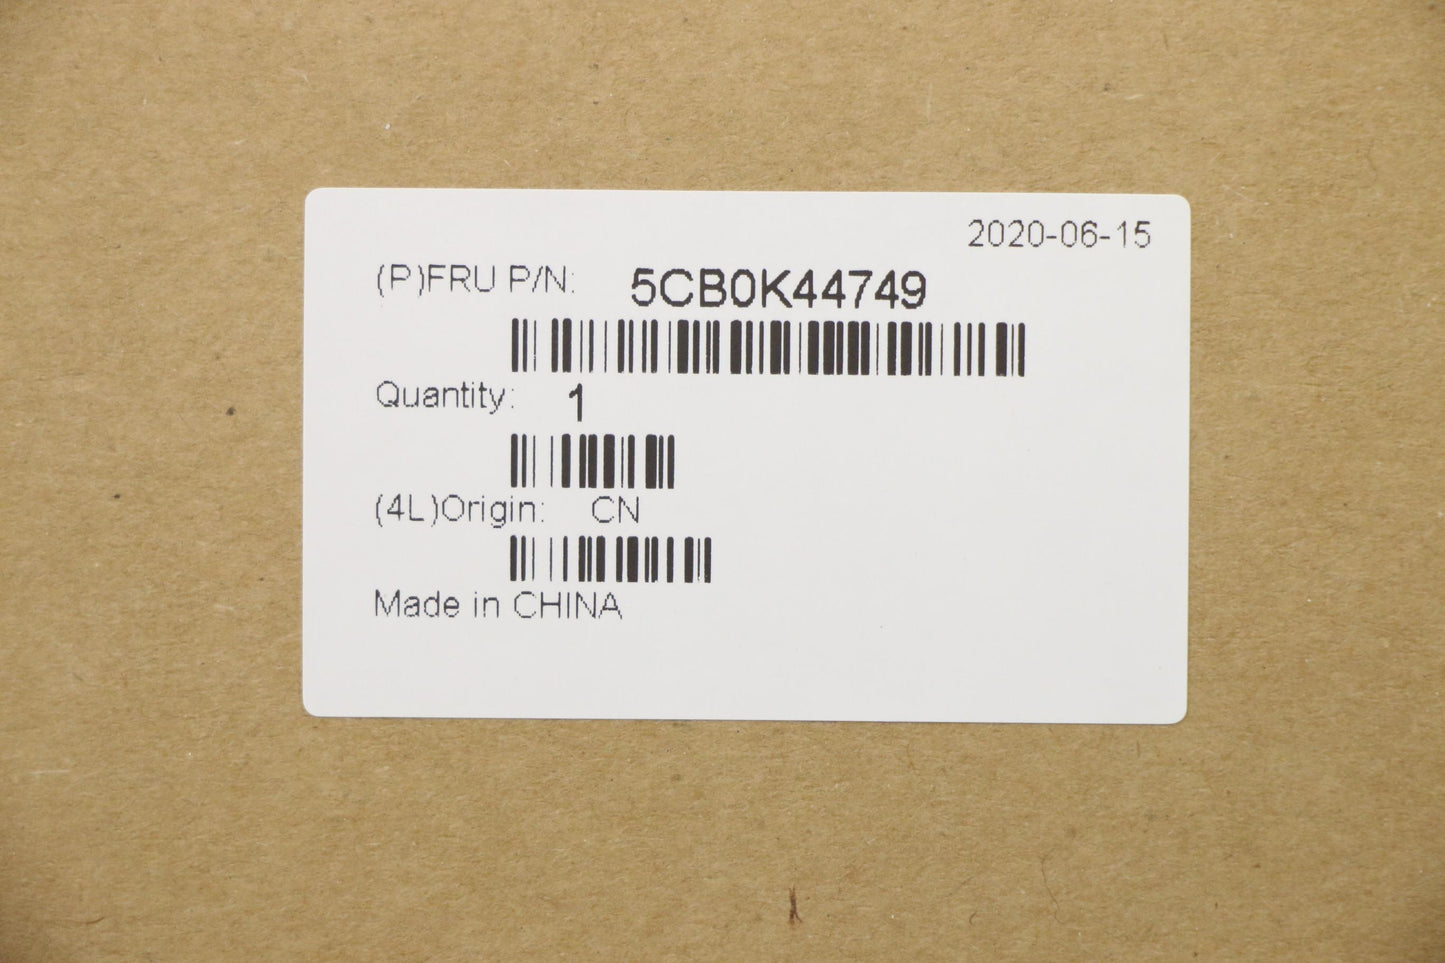 2020-06-15
(P)FRU P/N: 5CB0K44749
Quantity: 1
(4L)Origin: CN
Made in CHINA